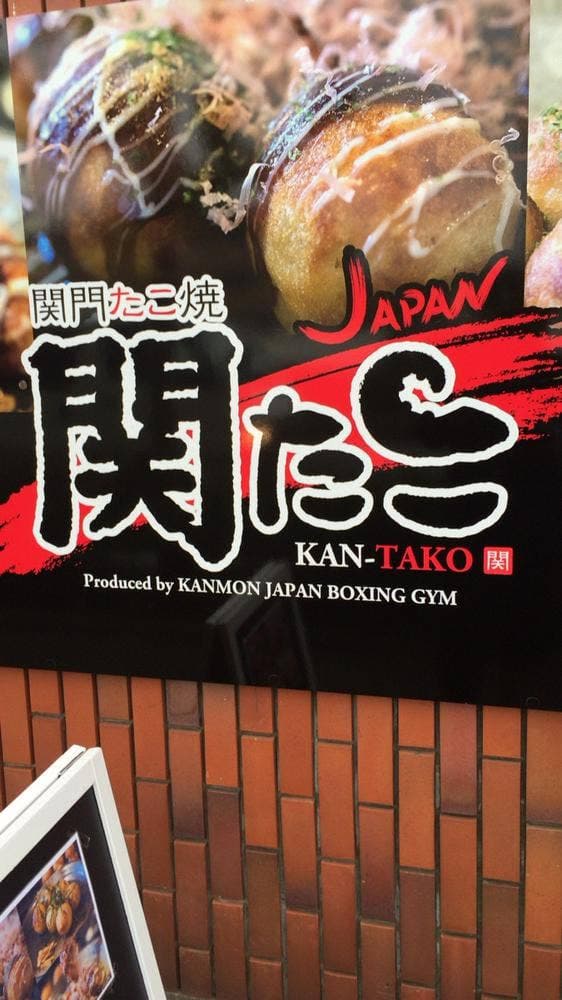 関門たこ焼
JAPAN
関たこ
KAN-TAKO 関
Produced by KANMON JAPAN BOXING GYM